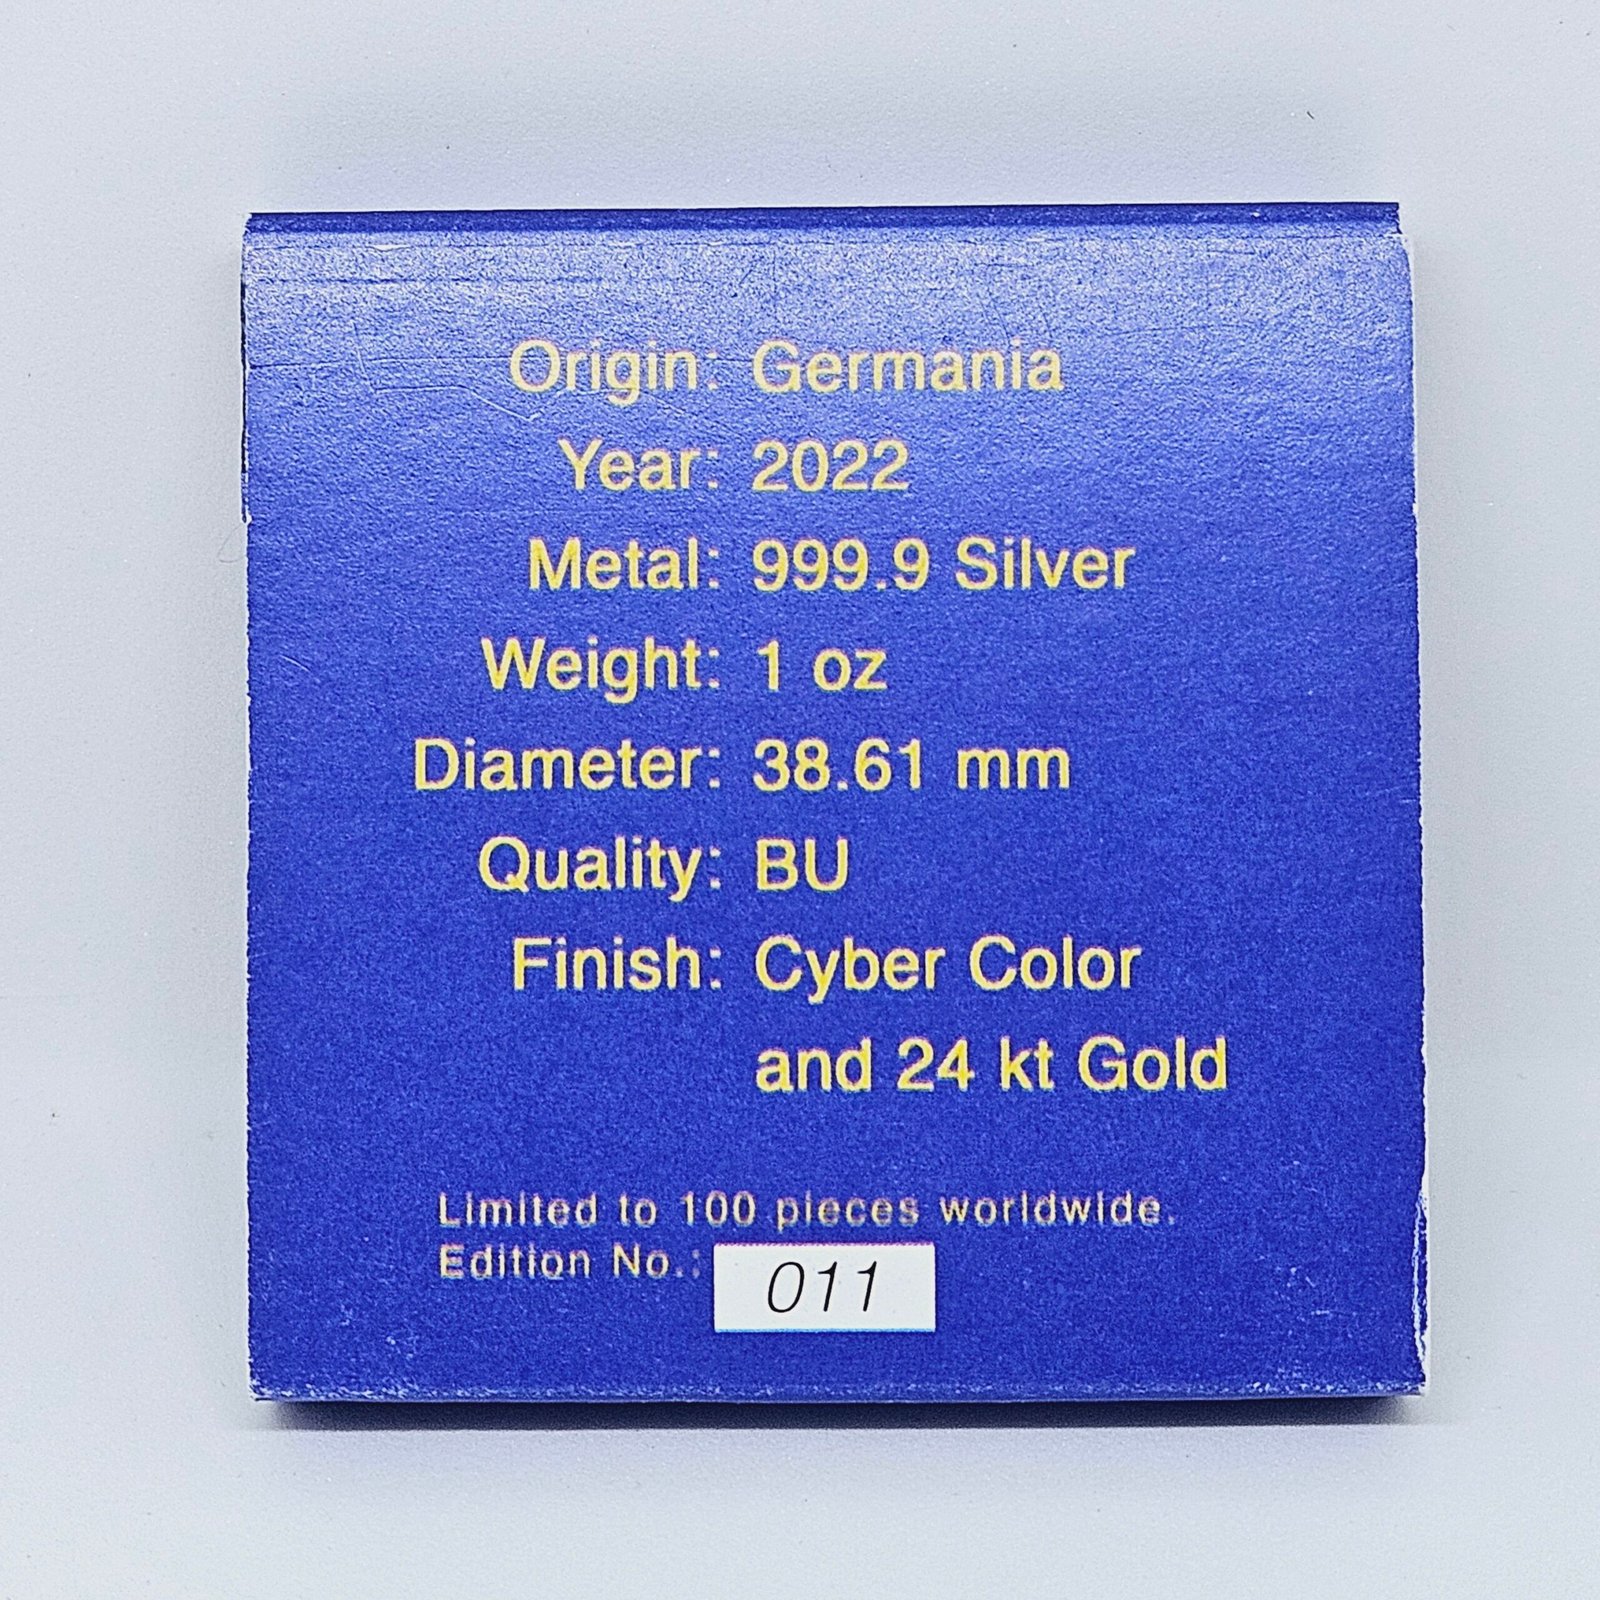 Origin: Germania
Year: 2022
Metal: 999.9 Silver
Weight: 1 oz
Diameter: 38.61 mm
Quality: BU
Finish: Cyber Color
and 24 kt Gold
Limited to 100 pieces worldwide.
Edition No.: 011